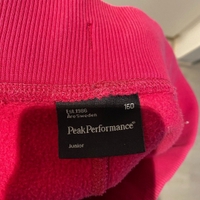 Est 1986
Åre Sweden
150
PeakPerformance
Junior